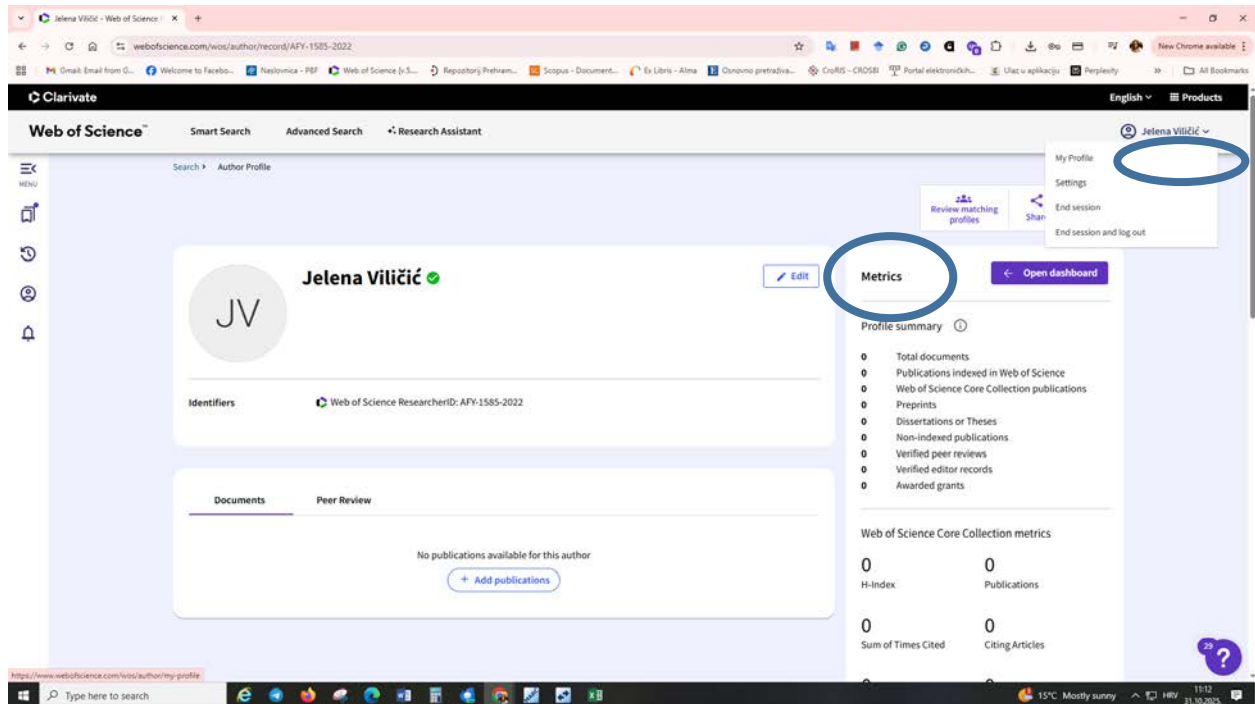 Jelena Viličić - Web of Science
webofscience.com/wos/author/record/AFY-1585-2022
New Chrome available
Gmail: Email from G...
Welcome to Facebo...
Naslovnica - PBF
Web of Science [v.5...
Repozitorij Prehram...
Scopus - Document...
Ex Libris - Alma
Osnovno pretraživa...
CroRIS - CROSBI
Portal elektroničkih...
Ulaz u aplikaciju
Perplexity
All Bookmarks
Clarivate
English
Products
Web of Science™
Smart Search
Advanced Search
Research Assistant
Jelena Viličić
MENU
Search > Author Profile
My Profile
Settings
End session
End session and log out
Review matching
profiles
Shar
Jelena Viličić
Edit
JV
Identifiers
Web of Science ResearcherID: AFY-1585-2022
Documents
Peer Review
No publications available for this author
+ Add publications
Metrics
Open dashboard
Profile summary
0 Total documents
0 Publications indexed in Web of Science
0 Web of Science Core Collection publications
0 Preprints
0 Dissertations or Theses
0 Non-indexed publications
0 Verified peer reviews
0 Verified editor records
0 Awarded grants
Web of Science Core Collection metrics
0 0
H-Index Publications
0 0
Sum of Times Cited Citing Articles
29
?
https://www.webofscience.com/wos/author/my-profile
Type here to search
15°C Mostly sunny
HRV
11:12
31.10.2025.